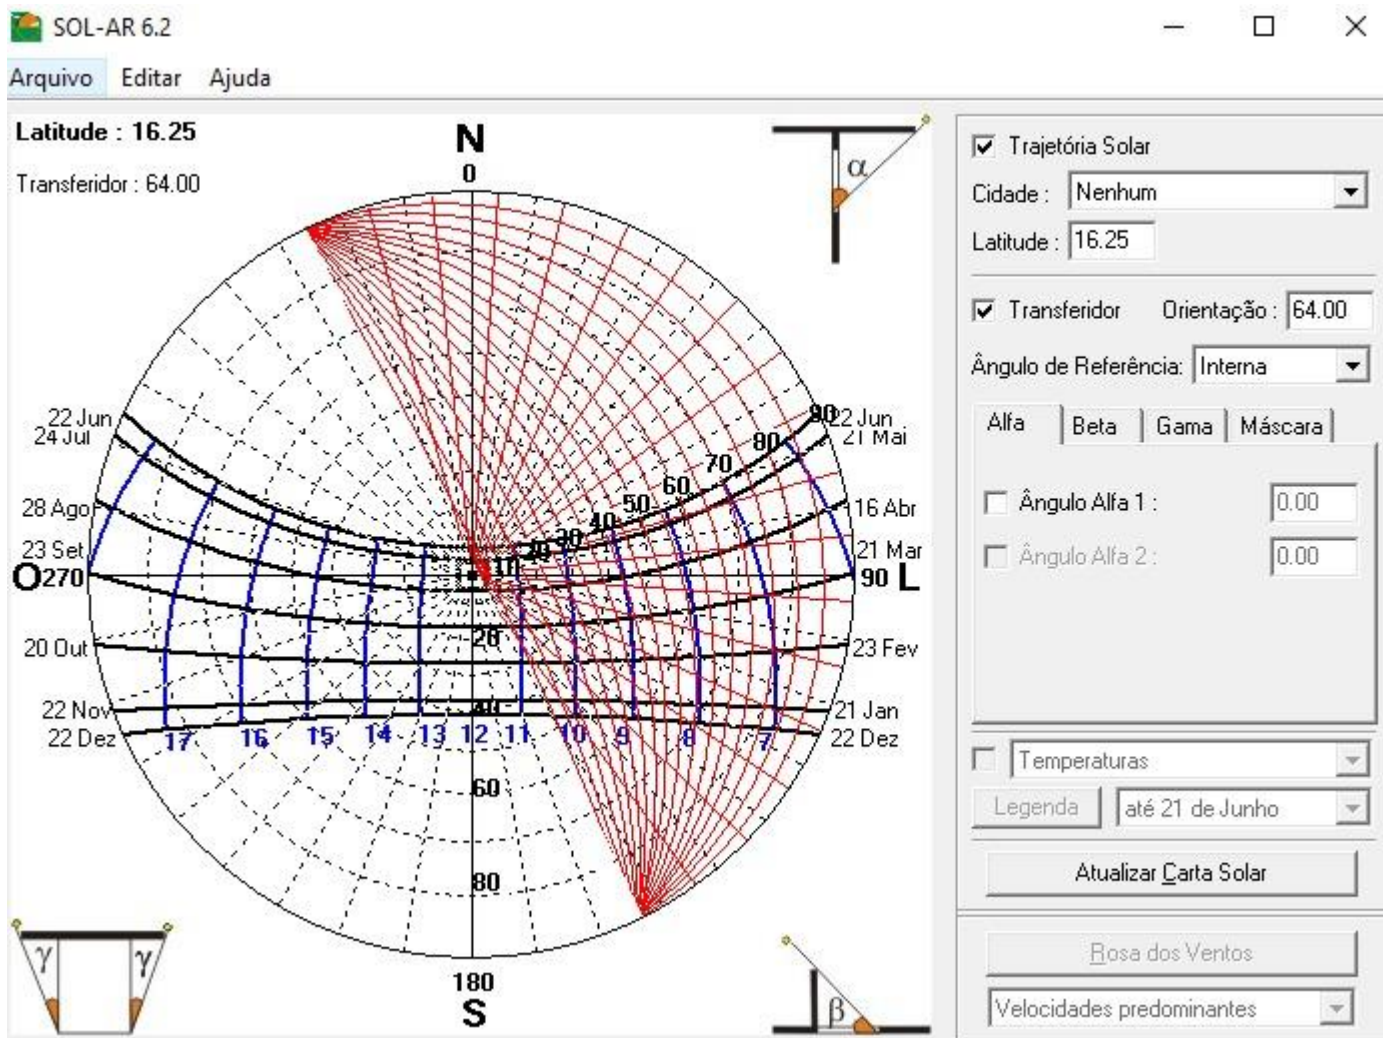 SOL-AR 6.2
Arquivo Editar Ajuda
Latitude : 16.25
Transferidor : 64.00
N
0
α
22 Jun
24 Jul
28 Ago
23 Set
O 270
20 Out
22 Nov
22 Dez
90
80
70
60
50
40
30
20
10
22 Jun
21 Mai
16 Abr
21 Mar
90 L
23 Fev
21 Jan
22 Dez
20
40
60
80
17 16 15 14 13 12 11 10 9 8 7
180
S
γ γ
β
Trajetória Solar
Cidade : Nenhum
Latitude : 16.25
Transferidor Orientação : 64.00
Ângulo de Referência: Interna
Alfa Beta Gama Máscara
Ângulo Alfa 1 : 0.00
Ângulo Alfa 2 : 0.00
Temperaturas
Legenda até 21 de Junho
Atualizar Carta Solar
Rosa dos Ventos
Velocidades predominantes